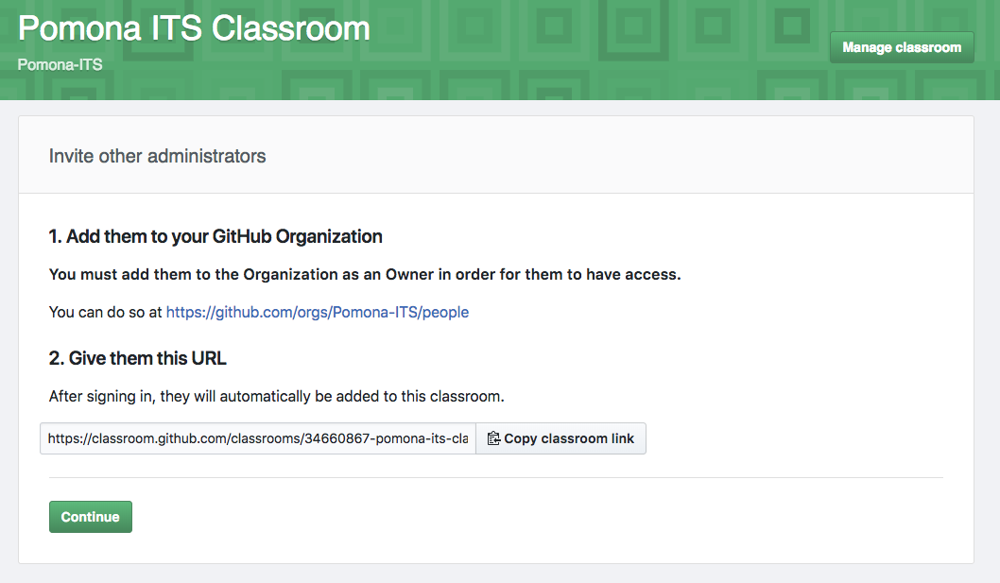 Pomona ITS Classroom
Pomona-ITS
Manage classroom
Invite other administrators
1. Add them to your GitHub Organization
You must add them to the Organization as an Owner in order for them to have access.
You can do so at https://github.com/orgs/Pomona-ITS/people
2. Give them this URL
After signing in, they will automatically be added to this classroom.
https://classroom.github.com/classrooms/34660867-pomona-its-cla
Copy classroom link
Continue